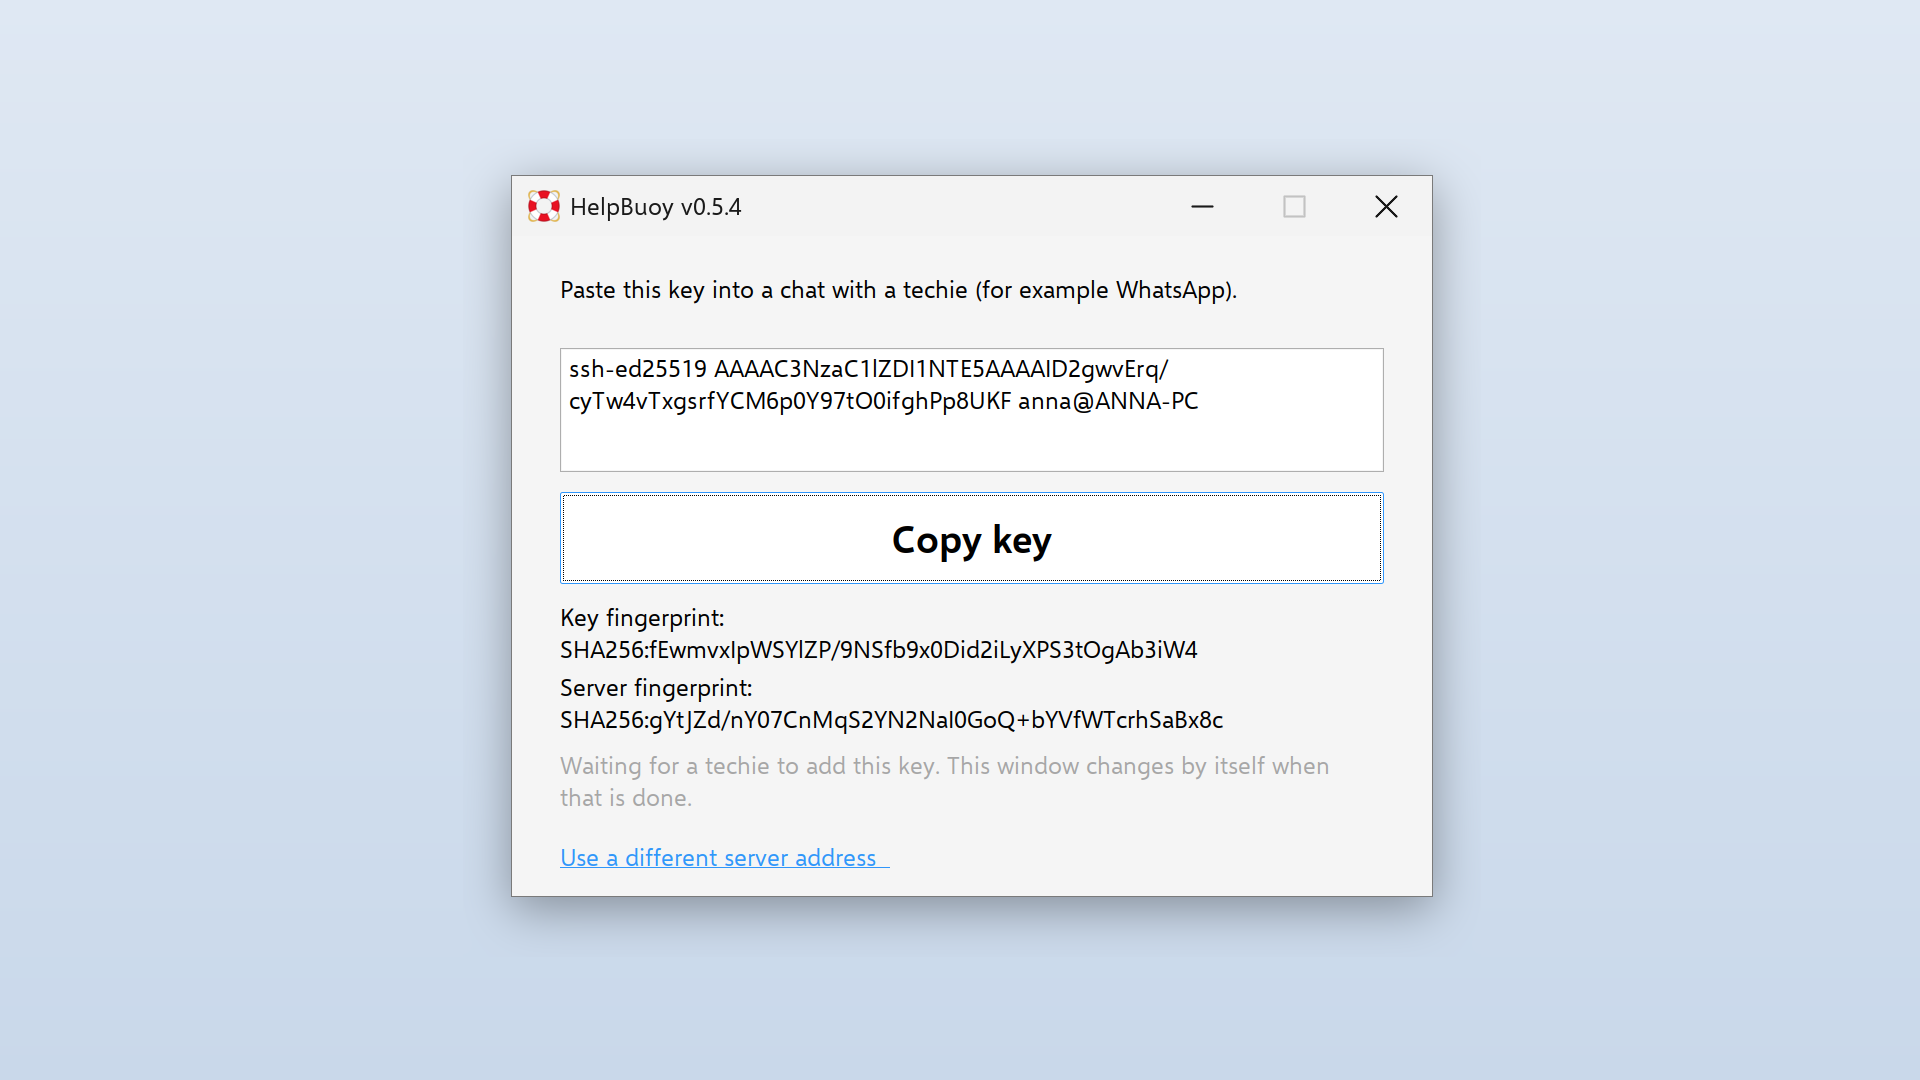 HelpBuoy v0.5.4
Paste this key into a chat with a techie (for example WhatsApp).
ssh-ed25519 AAAAC3NzaC1lZDI1NTE5AAAAID2gwvErq/
cyTw4vTxgsrfYCM6p0Y97tO0ifghPp8UKF anna@ANNA-PC
Copy key
Key fingerprint:
SHA256:fEwmvxIpWSYlZP/9NSfb9x0Did2iLyXPS3tOgAb3iW4
Server fingerprint:
SHA256:gYtJZd/nY07CnMqS2YN2NaI0GoQ+bYVfWTcrhSaBx8c
Waiting for a techie to add this key. This window changes by itself when
that is done.
Use a different server address